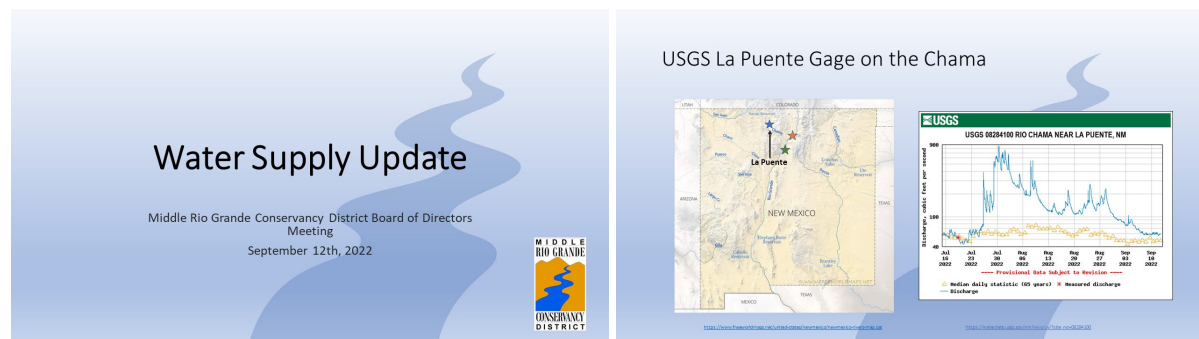 Water Supply Update
Middle Rio Grande Conservancy District Board of Directors
Meeting
September 12th, 2022
MIDDLE
RIO GRANDE
CONSERVANCY
DISTRICT
USGS La Puente Gage on the Chama
UTAH
COLORADO
La Puente
ARIZONA
TEXAS
NEW MEXICO
Elephant Butte
Reservoir
MEXICO
TEXAS
USGS
USGS 08284100 RIO CHAMA NEAR LA PUENTE, NM
Discharge, cubic feet per second
900
100
40
Jul Jul Jul Aug Aug Aug Aug Sep Sep
16 23 30 06 13 20 27 03 10
2022 2022 2022 2022 2022 2022 2022 2022 2022
---- Provisional Data Subject to Revision ----
Median daily statistic (65 years) Measured discharge
Discharge